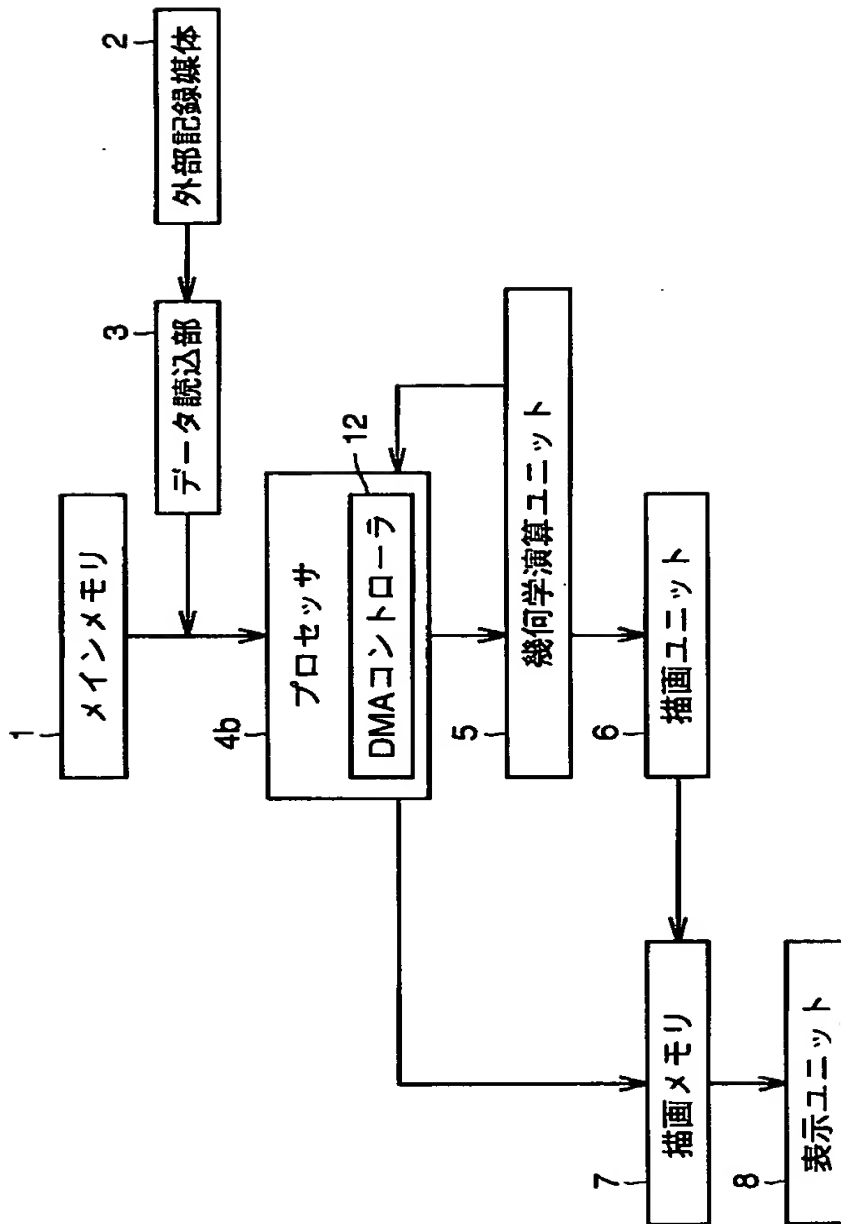 1
メインメモリ
3
データ読込部
2
外部記録媒体
4b
プロセッサ
12
DMAコントローラ
5
幾何学演算ユニット
6
描画ユニット
7
描画メモリ
8
表示ユニット